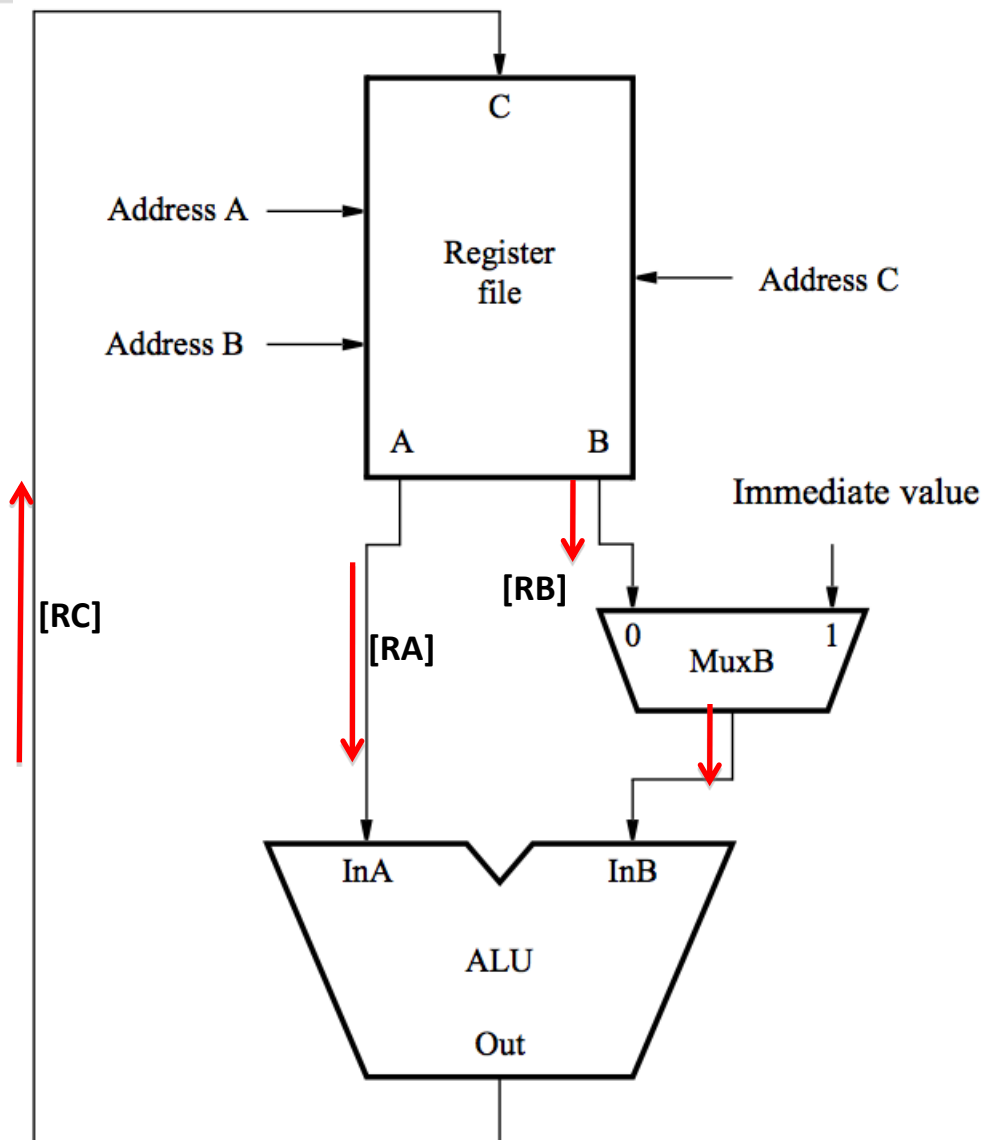 C
Address A
Register
file
Address C
Address B
A
B
Immediate value
[RB]
[RC]
[RA]
0
1
MuxB
InA
InB
ALU
Out